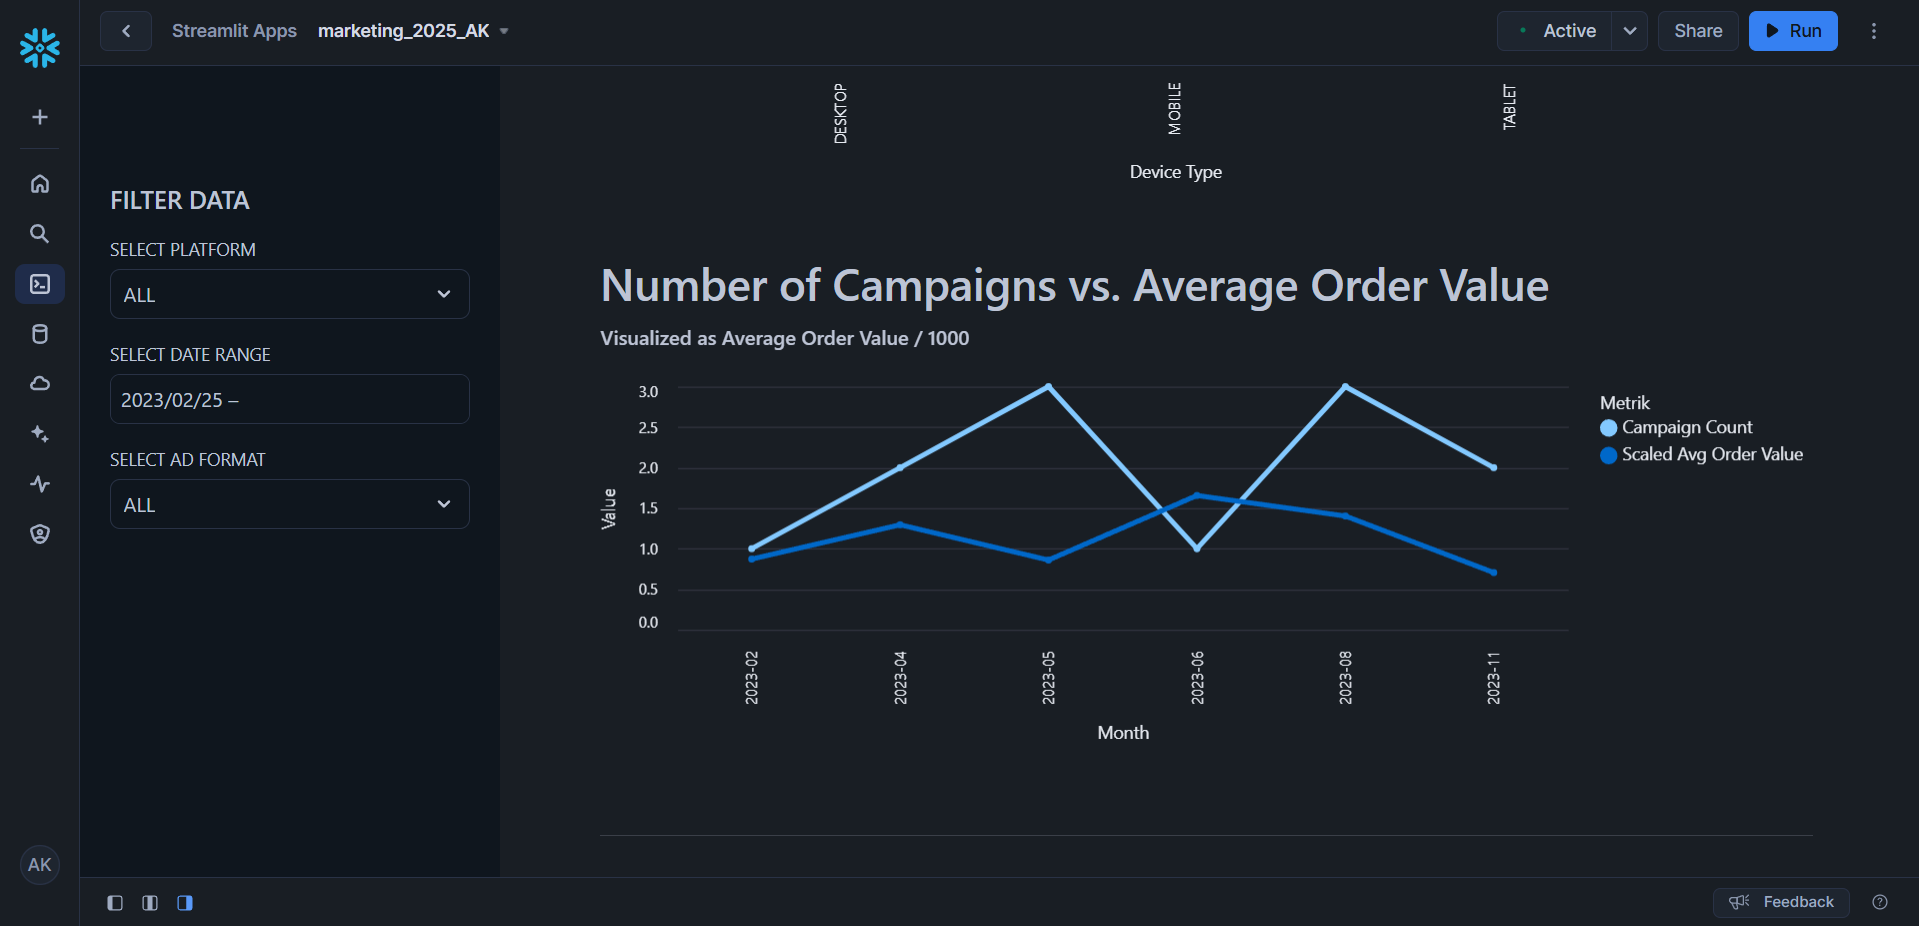 Streamlit Apps marketing_2025_AK
Active
Share
Run
FILTER DATA
SELECT PLATFORM
ALL
SELECT DATE RANGE
2023/02/25 –
SELECT AD FORMAT
ALL
DESKTOP
MOBILE
TABLET
Device Type
Number of Campaigns vs. Average Order Value
Visualized as Average Order Value / 1000
3.0
2.5
2.0
1.5
1.0
0.5
0.0
Value
2023-02
2023-04
2023-05
2023-06
2023-08
2023-11
Month
Metrik
Campaign Count
Scaled Avg Order Value
AK
Feedback